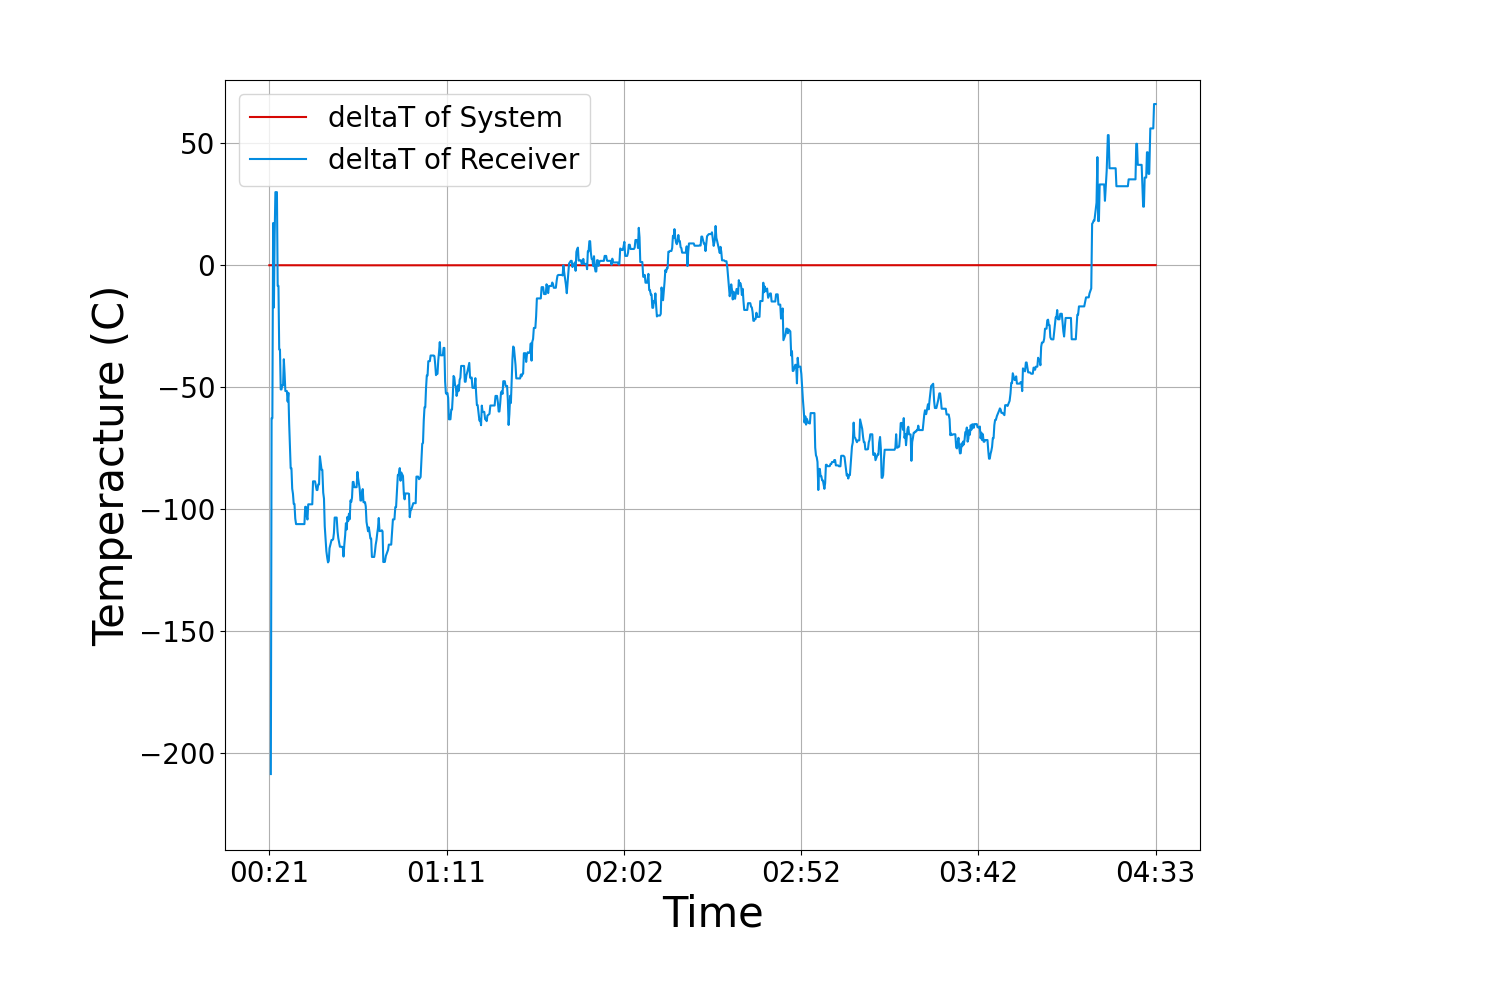 deltaT of System
deltaT of Receiver
50
0
−50
−100
−150
−200
Temperacture (C)
00:21 01:11 02:02 02:52 03:42 04:33
Time